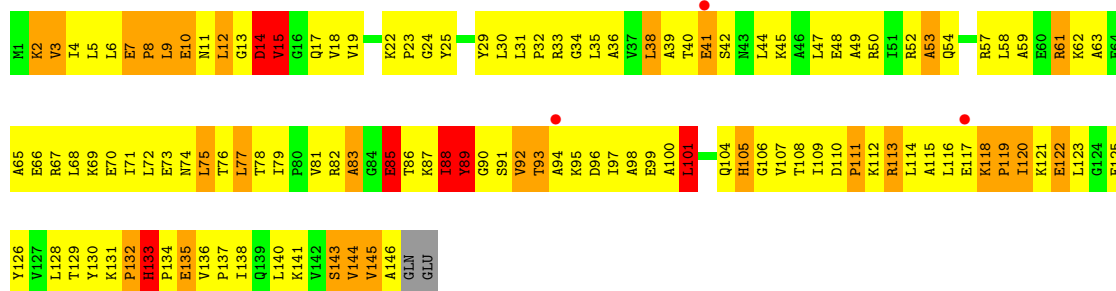 M1 K2 V3 I4 L5 L6 E7 P8 L9 E10 N11 L12 G13 D14 V15 G16 Q17 V18 V19 K22 P23 G24 Y25 Y29 L30 L31 P32 R33 G34 L35 A36 V37 L38 A39 T40 E41 S42 N43 L44 K45 A46 L47 E48 A49 R50 I51 R52 A53 Q54 R57 L58 A59 E60 R61 K62 A63 E64
A65 E66 R67 L68 K69 E70 I71 L72 E73 N74 L75 T76 L77 T78 I79 P80 V81 R82 A83 G84 E85 T86 K87 I88 Y89 G90 S91 V92 T93 A94 K95 D96 I97 A98 E99 A100 L101 Q104 H105 G106 V107 T108 I109 D110 P111 K112 R113 L114 A115 L116 E117 K118 P119 I120 K121 E122 L123 G124
Y126 V127 L128 T129 Y130 K131 P132 H133 P134 E135 V136 P137 I138 Q139 L140 K141 V142 S143 V144 V145 A146 GLN GLU